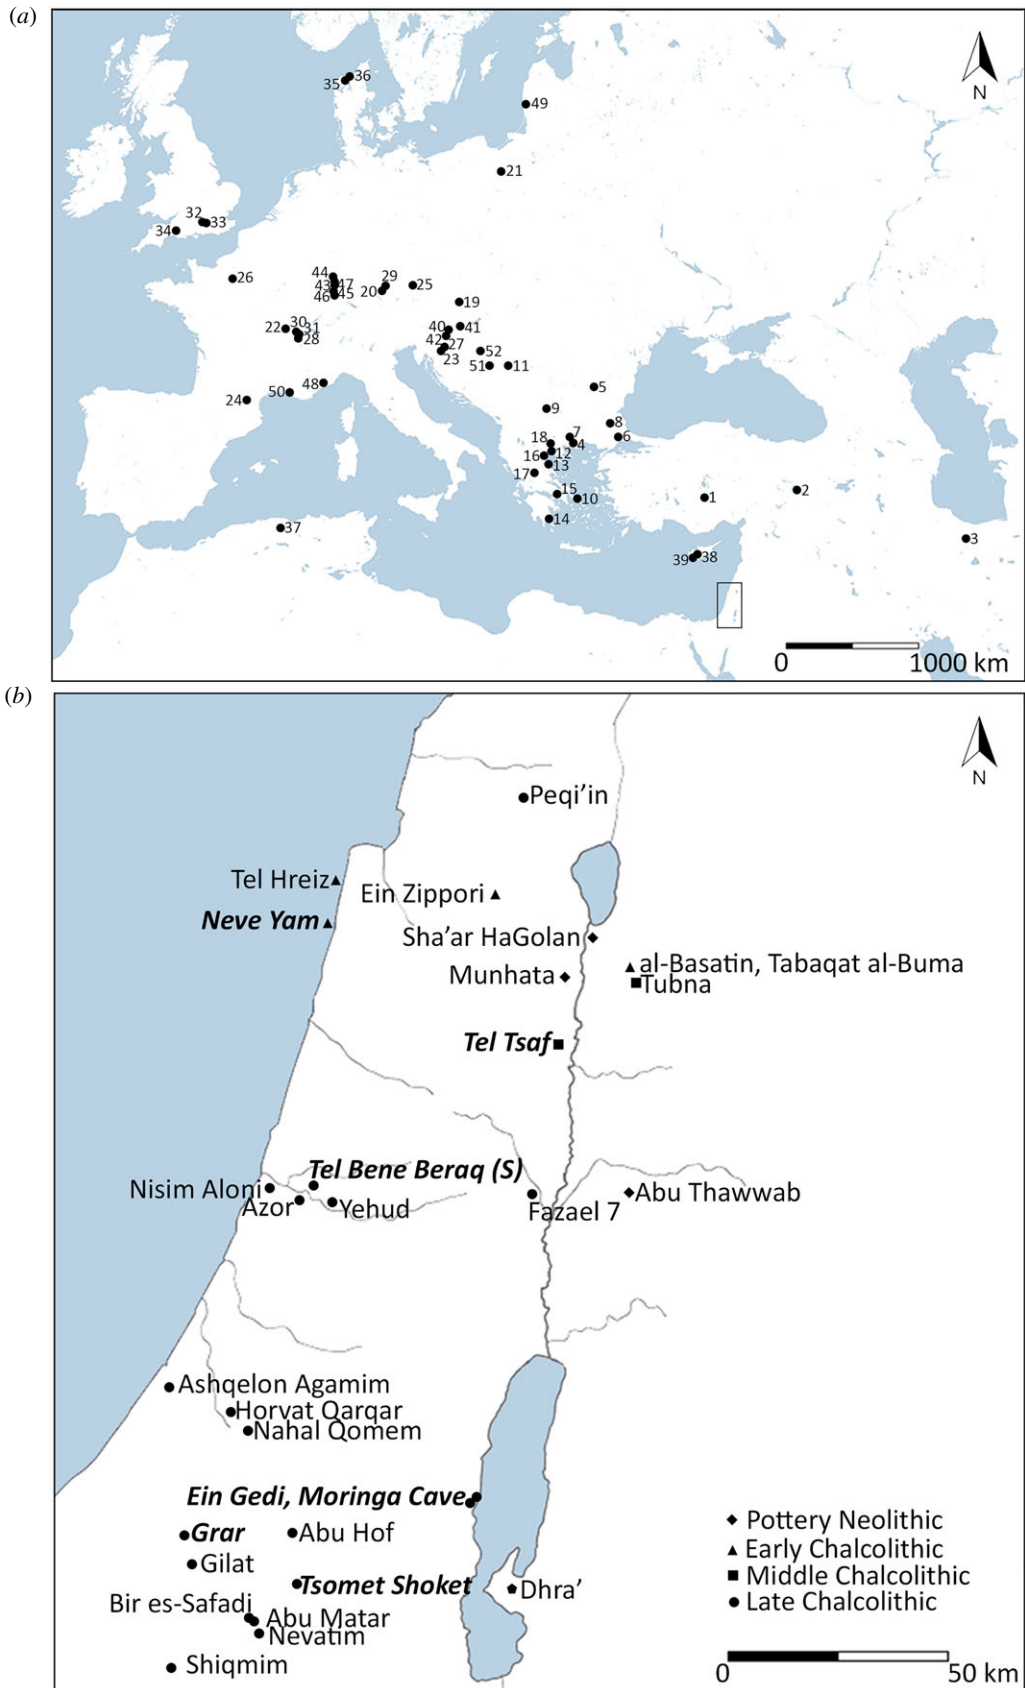 (a)
N
36
35
49
21
32
33
34
26
44
43
47
45
46
29
20
25
19
22
30
31
28
40
41
42
27
23
52
51
11
48
50
24
5
9
8
6
7
4
18
12
16
13
17
15
10
14
1
2
3
37
39
38
0 1000 km
(b)
N
Peqi'in
Tel Hreiz
Ein Zippori
Neve Yam
Sha'ar HaGolan
Munhata
al-Basatin, Tabaqat al-Buma
Tubna
Tel Tsaf
Tel Bene Beraq (S)
Nisim Aloni
Azor
Yehud
Fazael 7
Abu Thawwab
Ashqelon Agamim
Horvat Qarqar
Nahal Qomem
Ein Gedi, Moringa Cave
Grar
Abu Hof
Gilat
Tsomet Shoket
Dhra'
Bir es-Safadi
Abu Matar
Nevatim
Shiqmim
Pottery Neolithic
Early Chalcolithic
Middle Chalcolithic
Late Chalcolithic
0 50 km